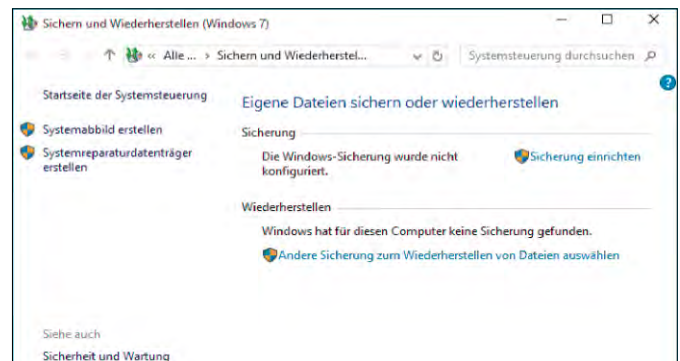 Sichern und Wiederherstellen (Windows 7)
« Alle ... › Sichern und Wiederherstel...
Systemsteuerung durchsuchen
Startseite der Systemsteuerung
Systemabbild erstellen
Systemreparaturdatenträger
erstellen
Eigene Dateien sichern oder wiederherstellen
Sicherung
Die Windows-Sicherung wurde nicht
konfiguriert.
Sicherung einrichten
Wiederherstellen
Windows hat für diesen Computer keine Sicherung gefunden.
Andere Sicherung zum Wiederherstellen von Dateien auswählen
Siehe auch
Sicherheit und Wartung